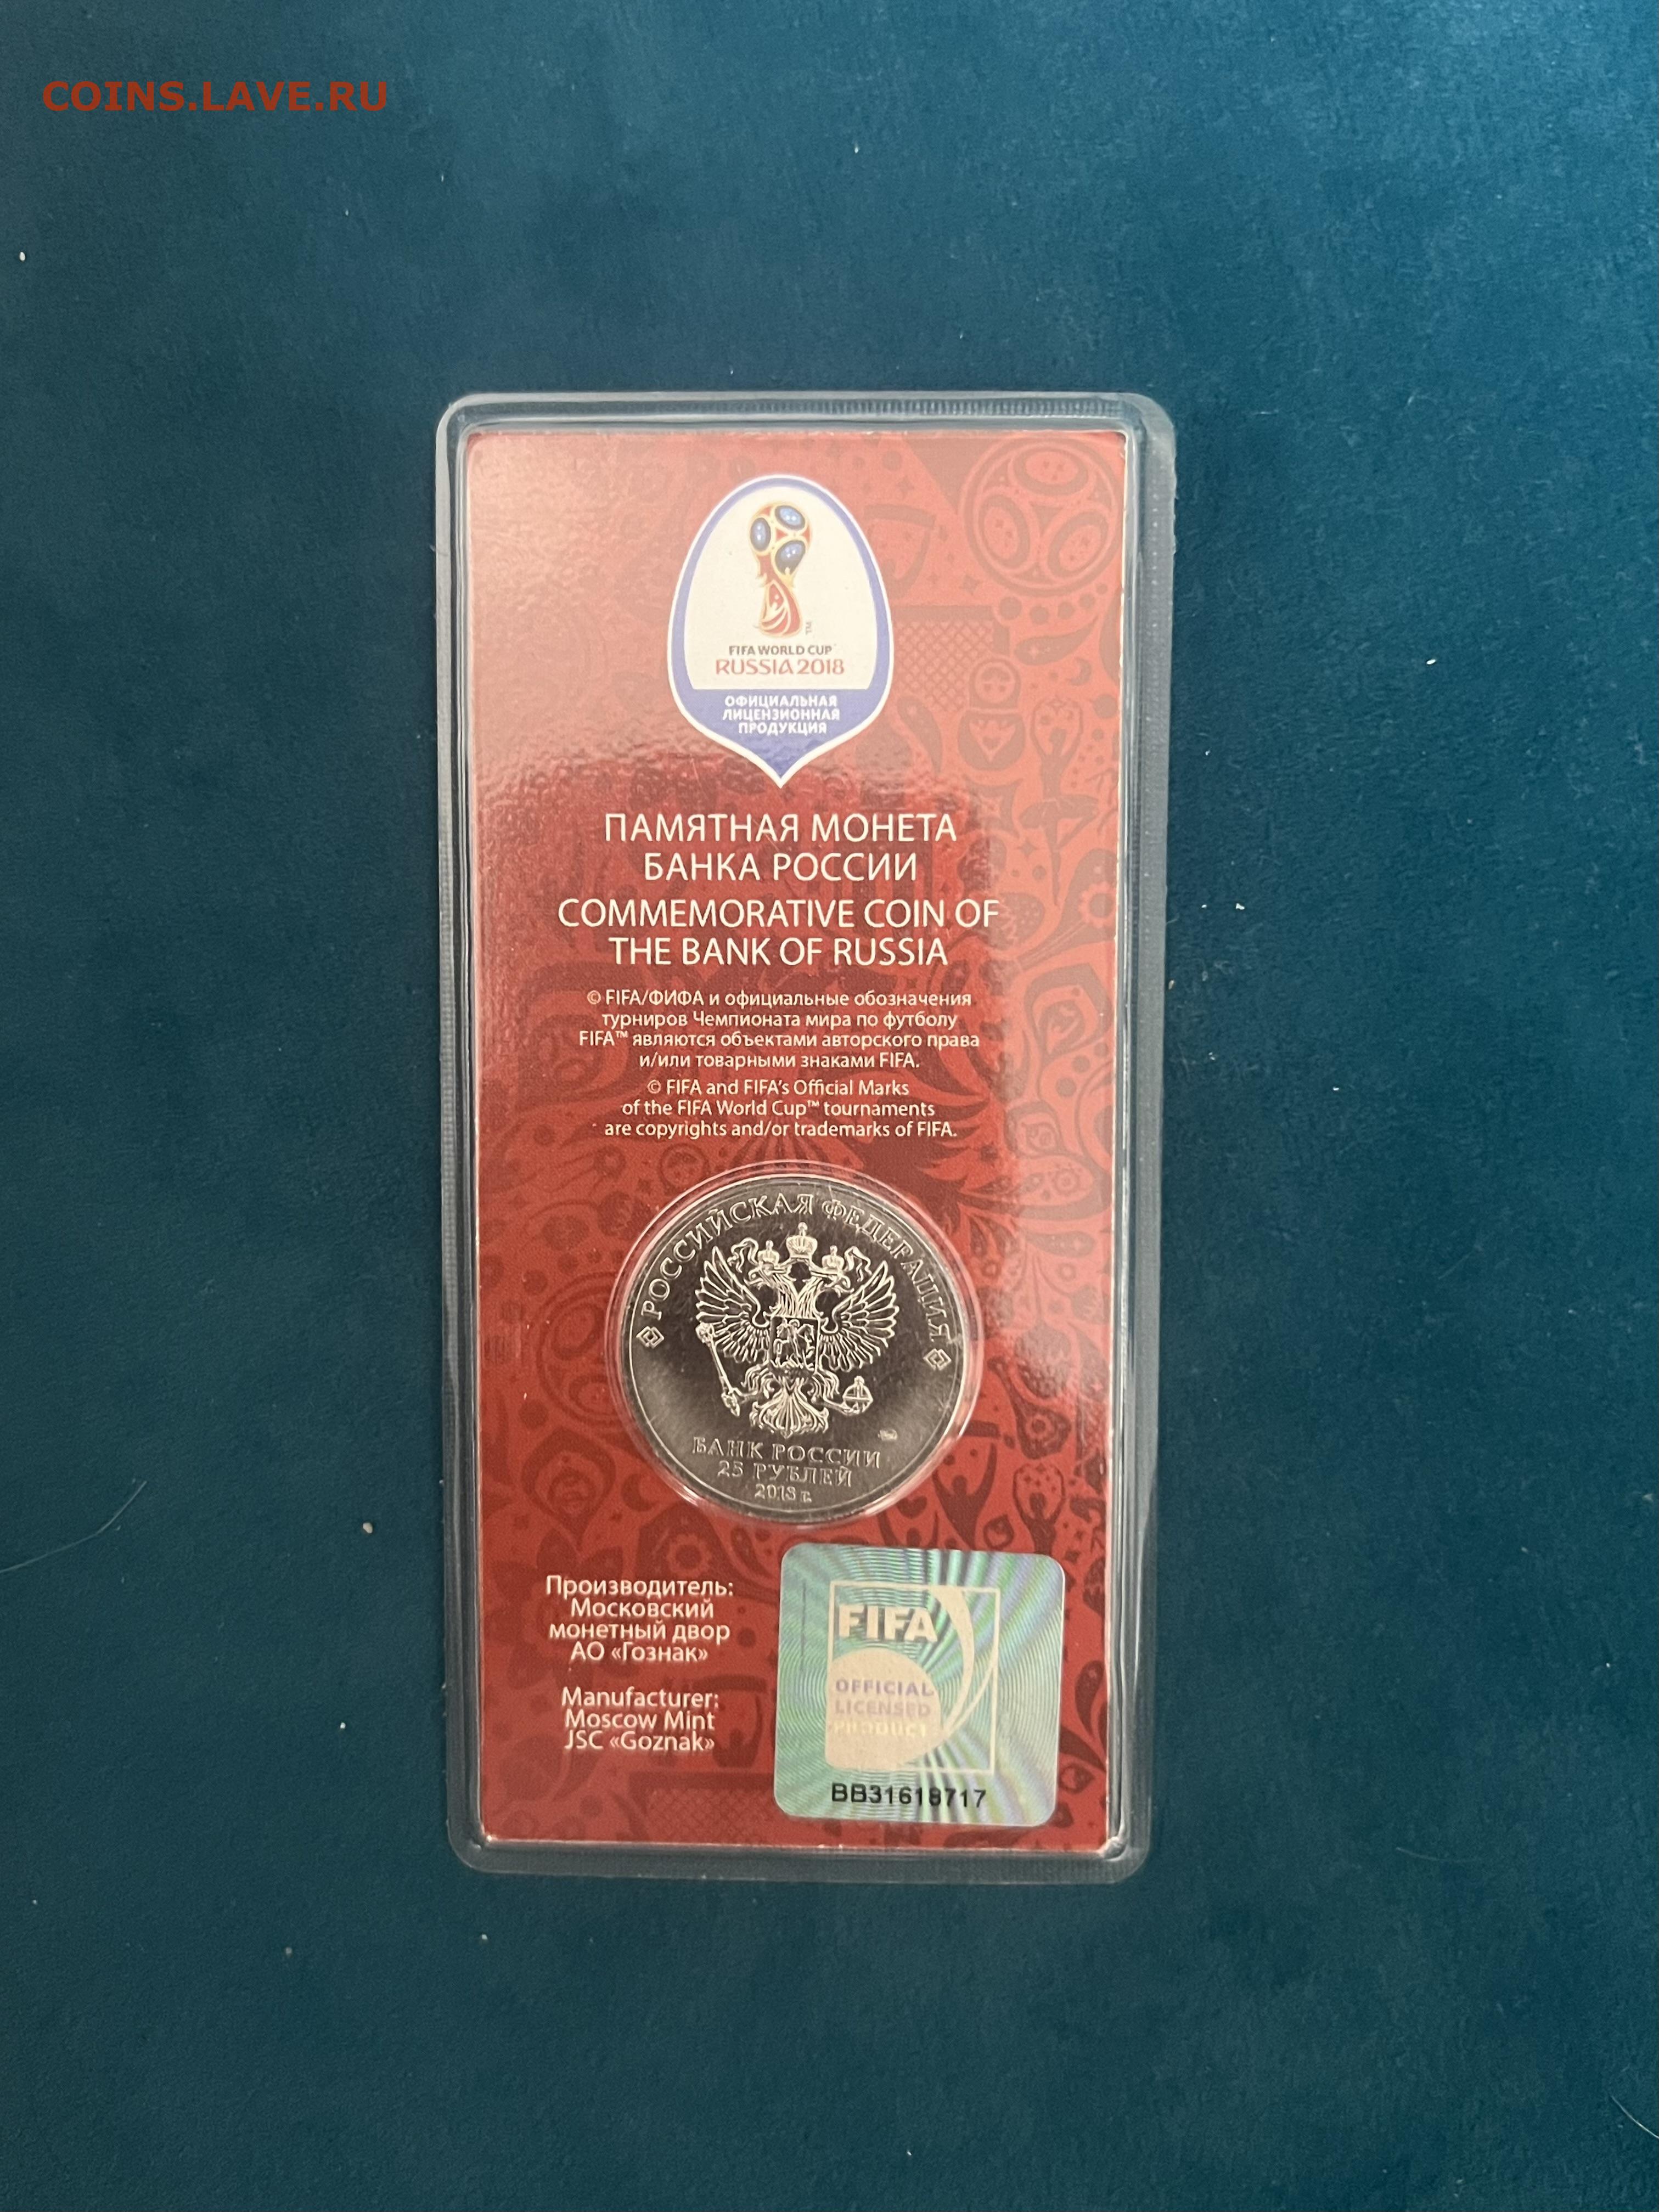 COINS.LAVE.RU
FIFA WORLD CUP
RUSSIA 2018
ОФИЦИАЛЬНАЯ
ЛИЦЕНЗИОННАЯ
ПРОДУКЦИЯ
ПАМЯТНАЯ МОНЕТА
БАНКА РОССИИ
COMMEMORATIVE COIN OF
THE BANK OF RUSSIA
© FIFA/ФИФА и официальные обозначения
турниров Чемпионата мира по футболу
FIFA™ являются объектами авторского права
и/или товарными знаками FIFA.
© FIFA and FIFA's Official Marks
of the FIFA World Cup™ tournaments
are copyrights and/or trademarks of FIFA.
РОССИЙСКАЯ ФЕДЕРАЦИЯ
БАНК РОССИИ
25 РУБЛЕЙ
2018 г.
Производитель:
Московский
монетный двор
АО «Гознак»
Manufacturer:
Moscow Mint
JSC «Goznak»
FIFA
OFFICIAL
LICENSED
PRODUCT
BB31618717